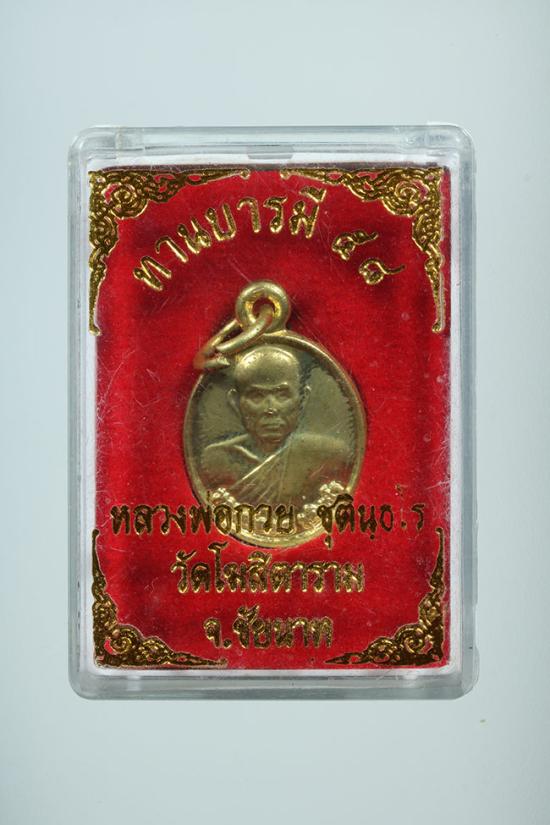 ทานบารมี ๕๔
หลวงพ่อกวย ชุตินฺธโร
วัดโฆสิตาราม
จ.ชัยนาท